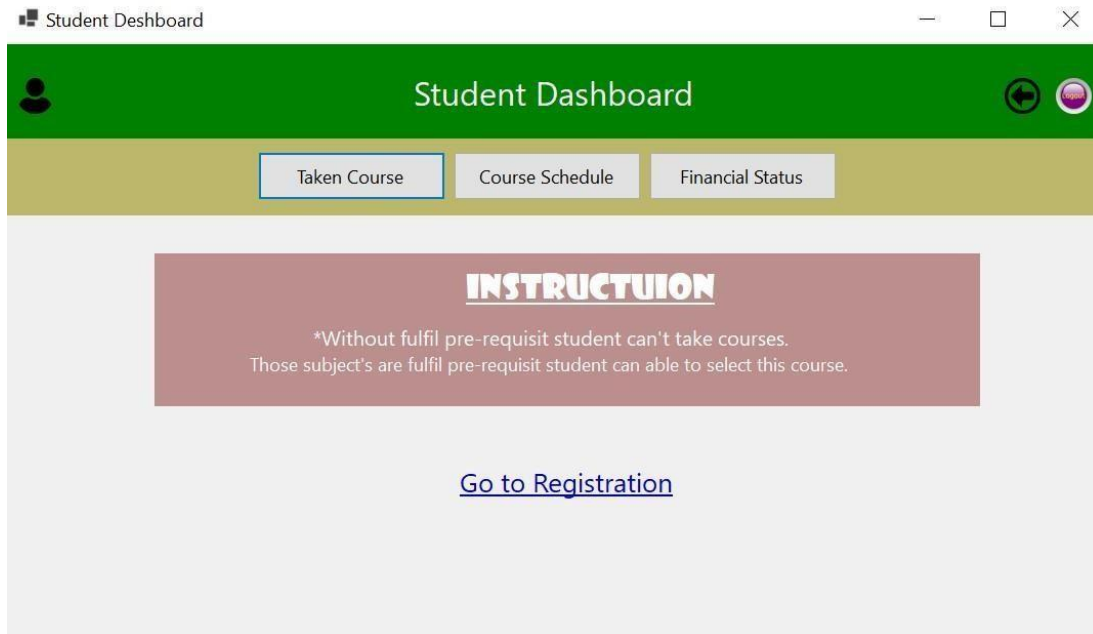 Student Deshboard
Student Dashboard
Logout
Taken Course
Course Schedule
Financial Status
INSTRUCTUION
*Without fulfil pre-requisit student can't take courses.
Those subject's are fulfil pre-requisit student can able to select this course.
Go to Registration